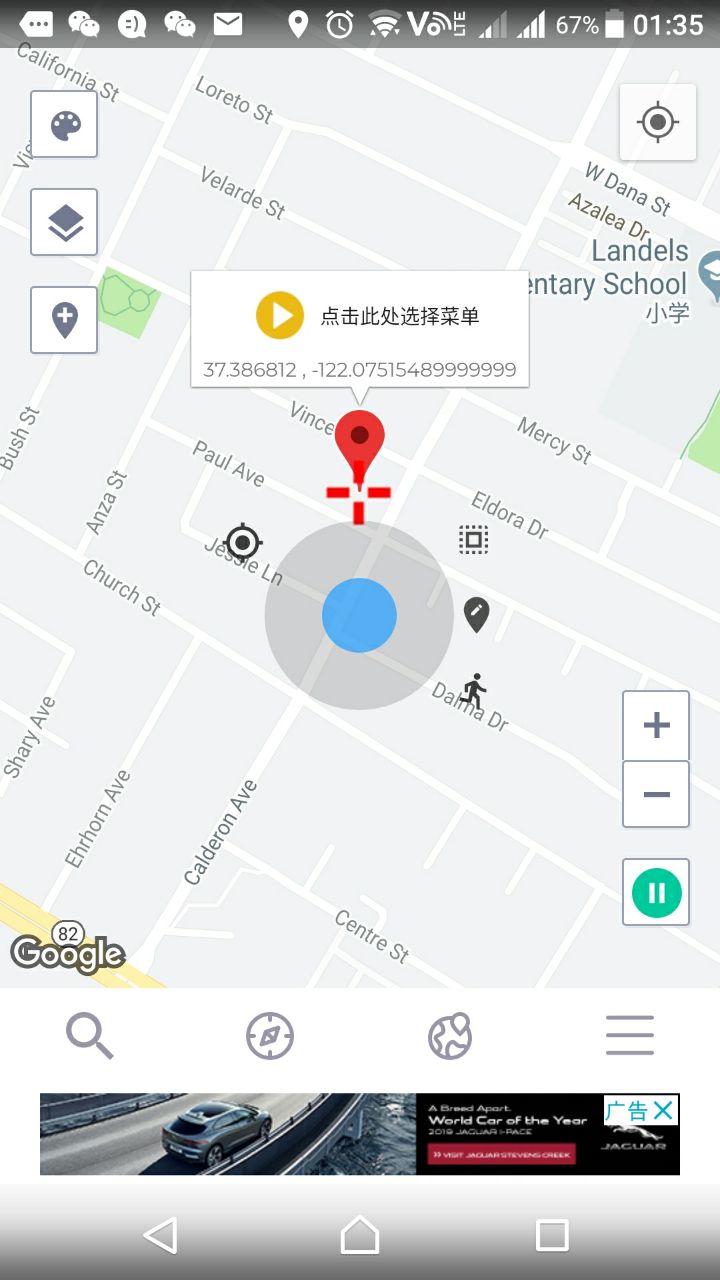 LTE 67% 01:35
California St
Loreto St
Velarde St
W Dana St
Azalea Dr
Landels
entary School
小学
点击此处选择菜单
37.386812 , -122.07515489999999
Bush St
Anza St
Vince
Paul Ave
Mercy St
Eldora Dr
Jessie Ln
Church St
Dalma Dr
Shary Ave
Ehrhorn Ave
Calderon Ave
Centre St
82
Google
A Breed Apart.
World Car of the Year
2019 JAGUAR I-PACE
» VISIT JAGUAR STEVENS CREEK
广告
JAGUAR